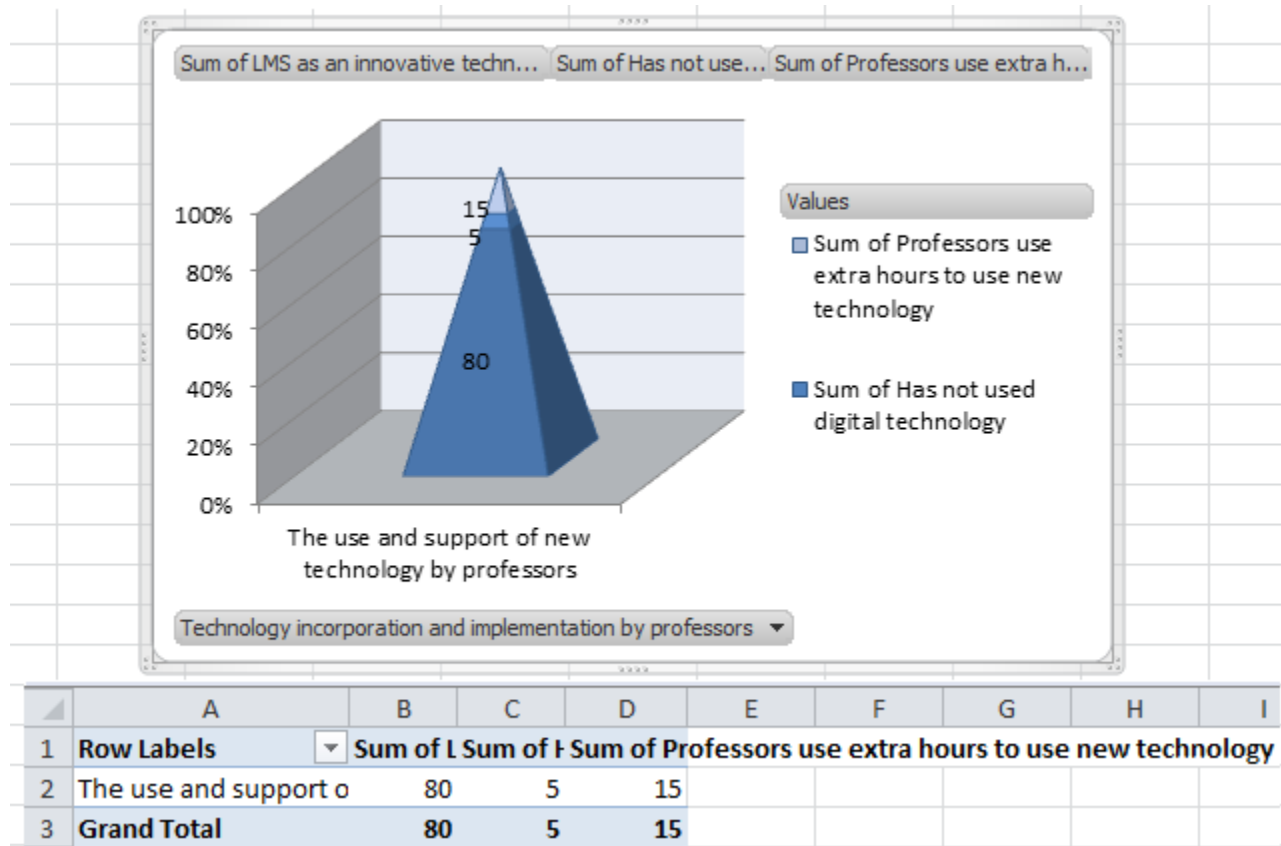 Sum of LMS as an innovative techn... Sum of Has not use... Sum of Professors use extra h...
100%
80%
60%
40%
20%
0%
15
5
80
The use and support of new
technology by professors
Values
Sum of Professors use
extra hours to use new
technology
Sum of Has not used
digital technology
Technology incorporation and implementation by professors
A B C D E F G H I
1 Row Labels Sum of L Sum of H Sum of Professors use extra hours to use new technology
2 The use and support o 80 5 15
3 Grand Total 80 5 15